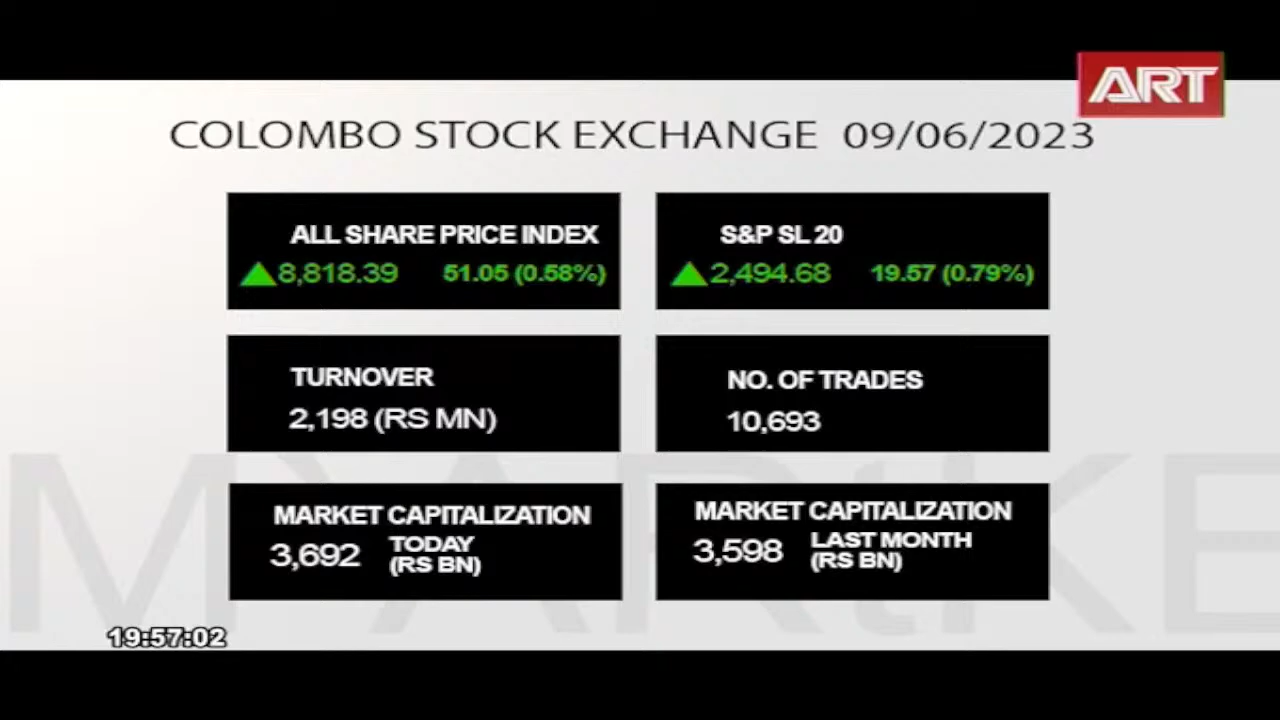 ART
COLOMBO STOCK EXCHANGE 09/06/2023
ALL SHARE PRICE INDEX
8,818.39 51.05 (0.58%)
S&P SL 20
2,494.68 19.57 (0.79%)
TURNOVER
2,198 (RS MN)
NO. OF TRADES
10,693
MARKET CAPITALIZATION
3,692 TODAY
(RS BN)
MARKET CAPITALIZATION
3,598 LAST MONTH
(RS BN)
19:57:02